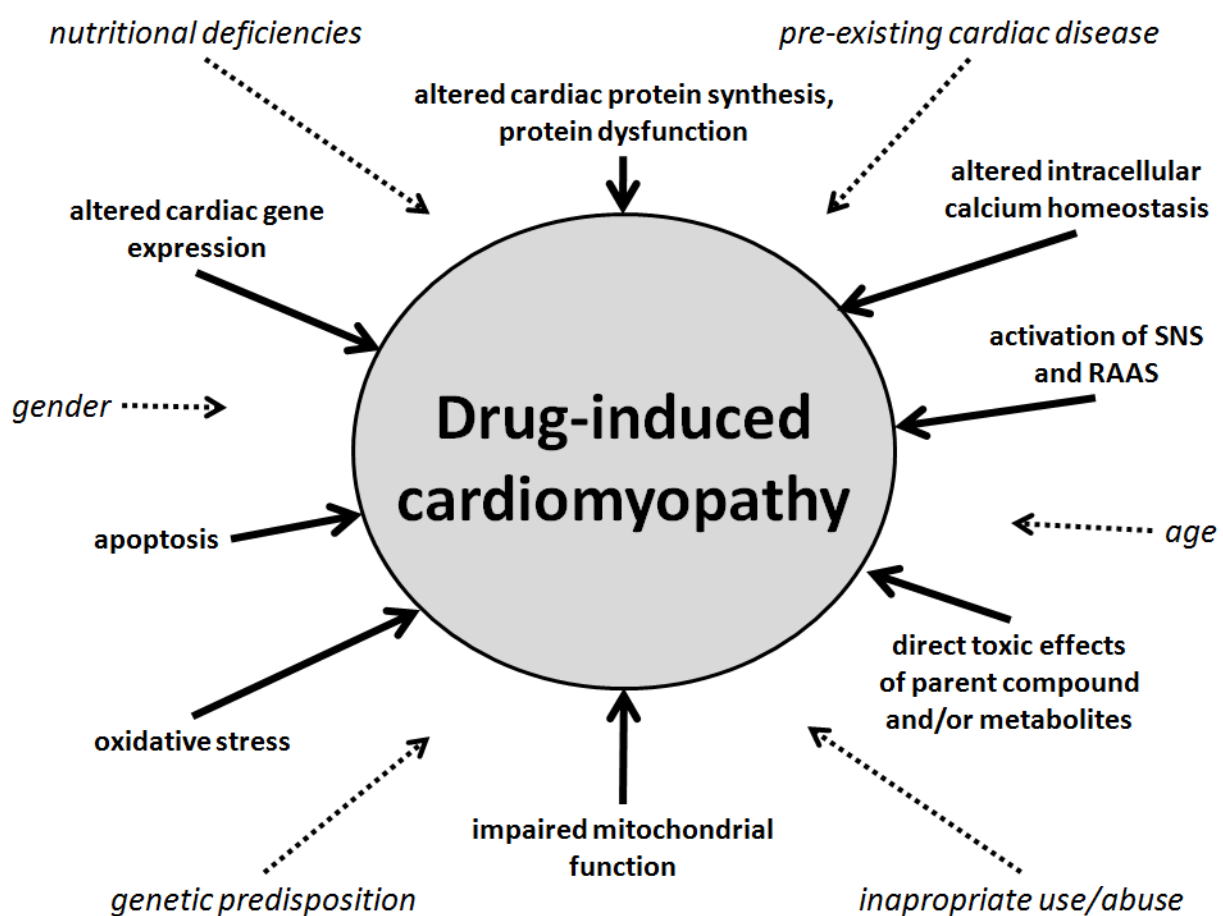 nutritional deficiencies
pre-existing cardiac disease
altered cardiac protein synthesis,
protein dysfunction
altered intracellular
calcium homeostasis
altered cardiac gene
expression
activation of SNS
and RAAS
gender
Drug-induced
cardiomyopathy
apoptosis
age
direct toxic effects
of parent compound
and/or metabolites
oxidative stress
impaired mitochondrial
function
genetic predisposition
inapropriate use/abuse